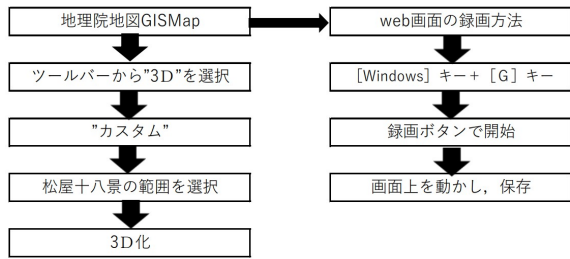 地理院地図GISMap
ツールバーから”3D”を選択
”カスタム”
松屋十八景の範囲を選択
3D化
web画面の録画方法
［Windows］キー＋［G］キー
録画ボタンで開始
画面上を動かし，保存